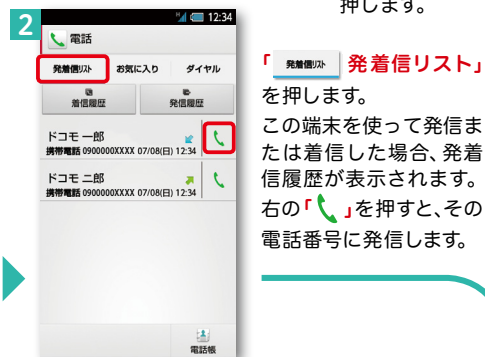 2
12:34
電話
発着信リスト お気に入り ダイヤル
着信履歴 発信履歴
ドコモ 一郎
携帯電話 0900000XXXX 07/08(日) 12:34
ドコモ 二郎
携帯電話 0900000XXXX 07/08(日) 12:34
電話帳
押します。
「 発着信リスト 発着信リスト」
を押します。
この端末を使って発信ま
たは着信した場合、発着
信履歴が表示されます。
右の「 」を押すと、その
電話番号に発信します。